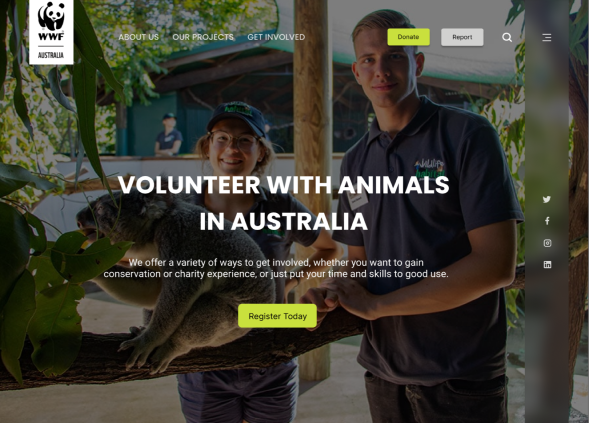 WWF
AUSTRALIA
ABOUT US
OUR PROJECTS
GET INVOLVED
Donate
Report
VOLUNTEER WITH ANIMALS
IN AUSTRALIA
We offer a variety of ways to get involved, whether you want to gain
conservation or charity experience, or just put your time and skills to good use.
Register Today